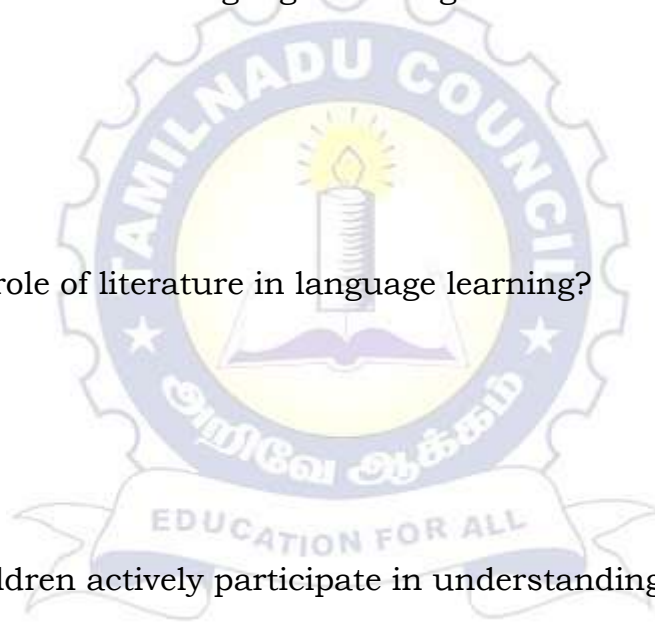 TAMILNADU COUNCIL
role of literature in language learning?
அறிவே ஆக்கம்
EDUCATION FOR ALL
ldren actively participate in understanding